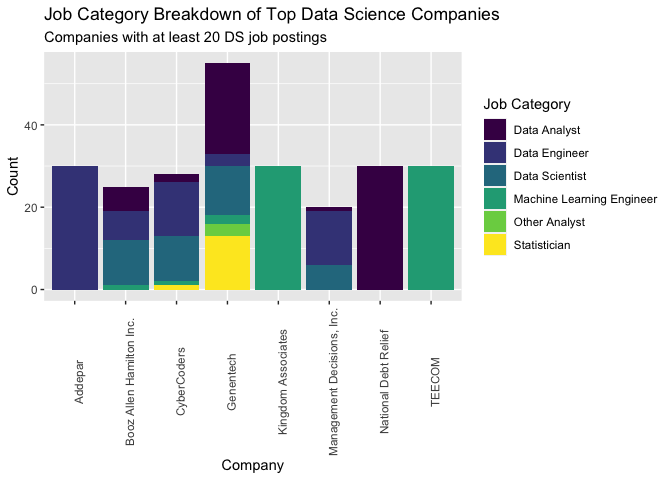 Job Category Breakdown of Top Data Science Companies
Companies with at least 20 DS job postings
Count
40
20
0
Addepar
Booz Allen Hamilton Inc.
CyberCoders
Genentech
Kingdom Associates
Management Decisions, Inc.
National Debt Relief
TEECOM
Company
Job Category
Data Analyst
Data Engineer
Data Scientist
Machine Learning Engineer
Other Analyst
Statistician